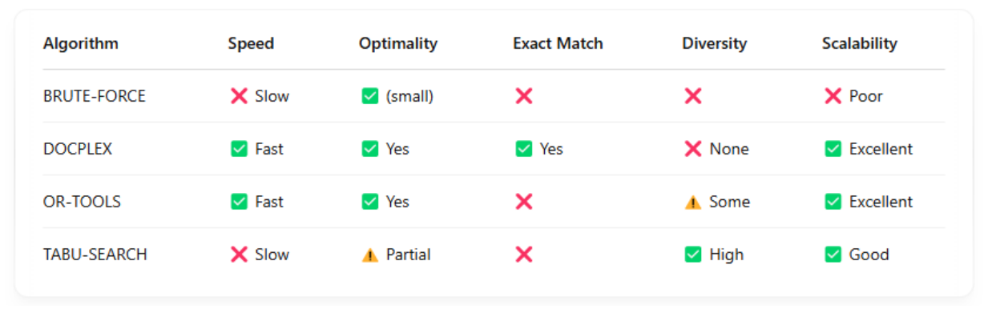 Algorithm Speed Optimality Exact Match Diversity Scalability
BRUTE-FORCE ❌ Slow ✅ (small) ❌ ❌ ❌ Poor
DOCPLEX ✅ Fast ✅ Yes ✅ Yes ❌ None ✅ Excellent
OR-TOOLS ✅ Fast ✅ Yes ❌ ⚠️ Some ✅ Excellent
TABU-SEARCH ❌ Slow ⚠️ Partial ❌ ✅ High ✅ Good